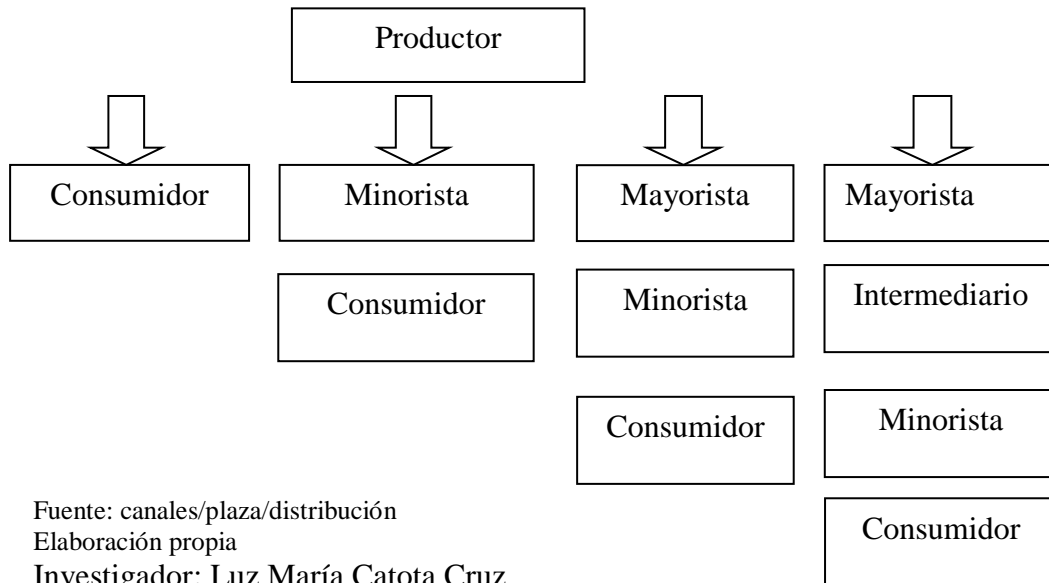 Productor
Consumidor Minorista Mayorista Mayorista
Consumidor Minorista Intermediario
Consumidor Minorista
Consumidor
Fuente: canales/plaza/distribución
Elaboración propia
Investigador: Luz María Catota Cruz